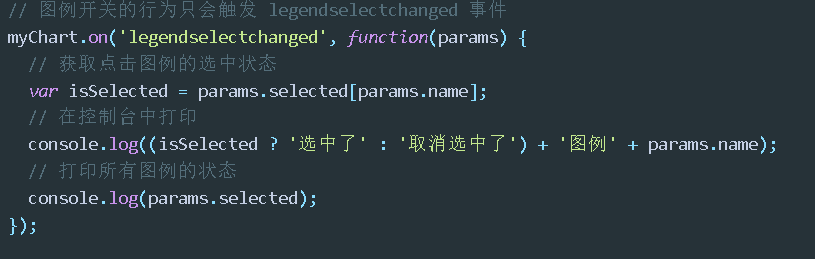 // 图例开关的行为只会触发 legendselectchanged 事件
myChart.on('legendselectchanged', function(params) {
  // 获取点击图例的选中状态
  var isSelected = params.selected[params.name];
  // 在控制台中打印
  console.log((isSelected ? '选中了' : '取消选中了') + '图例' + params.name);
  // 打印所有图例的状态
  console.log(params.selected);
});